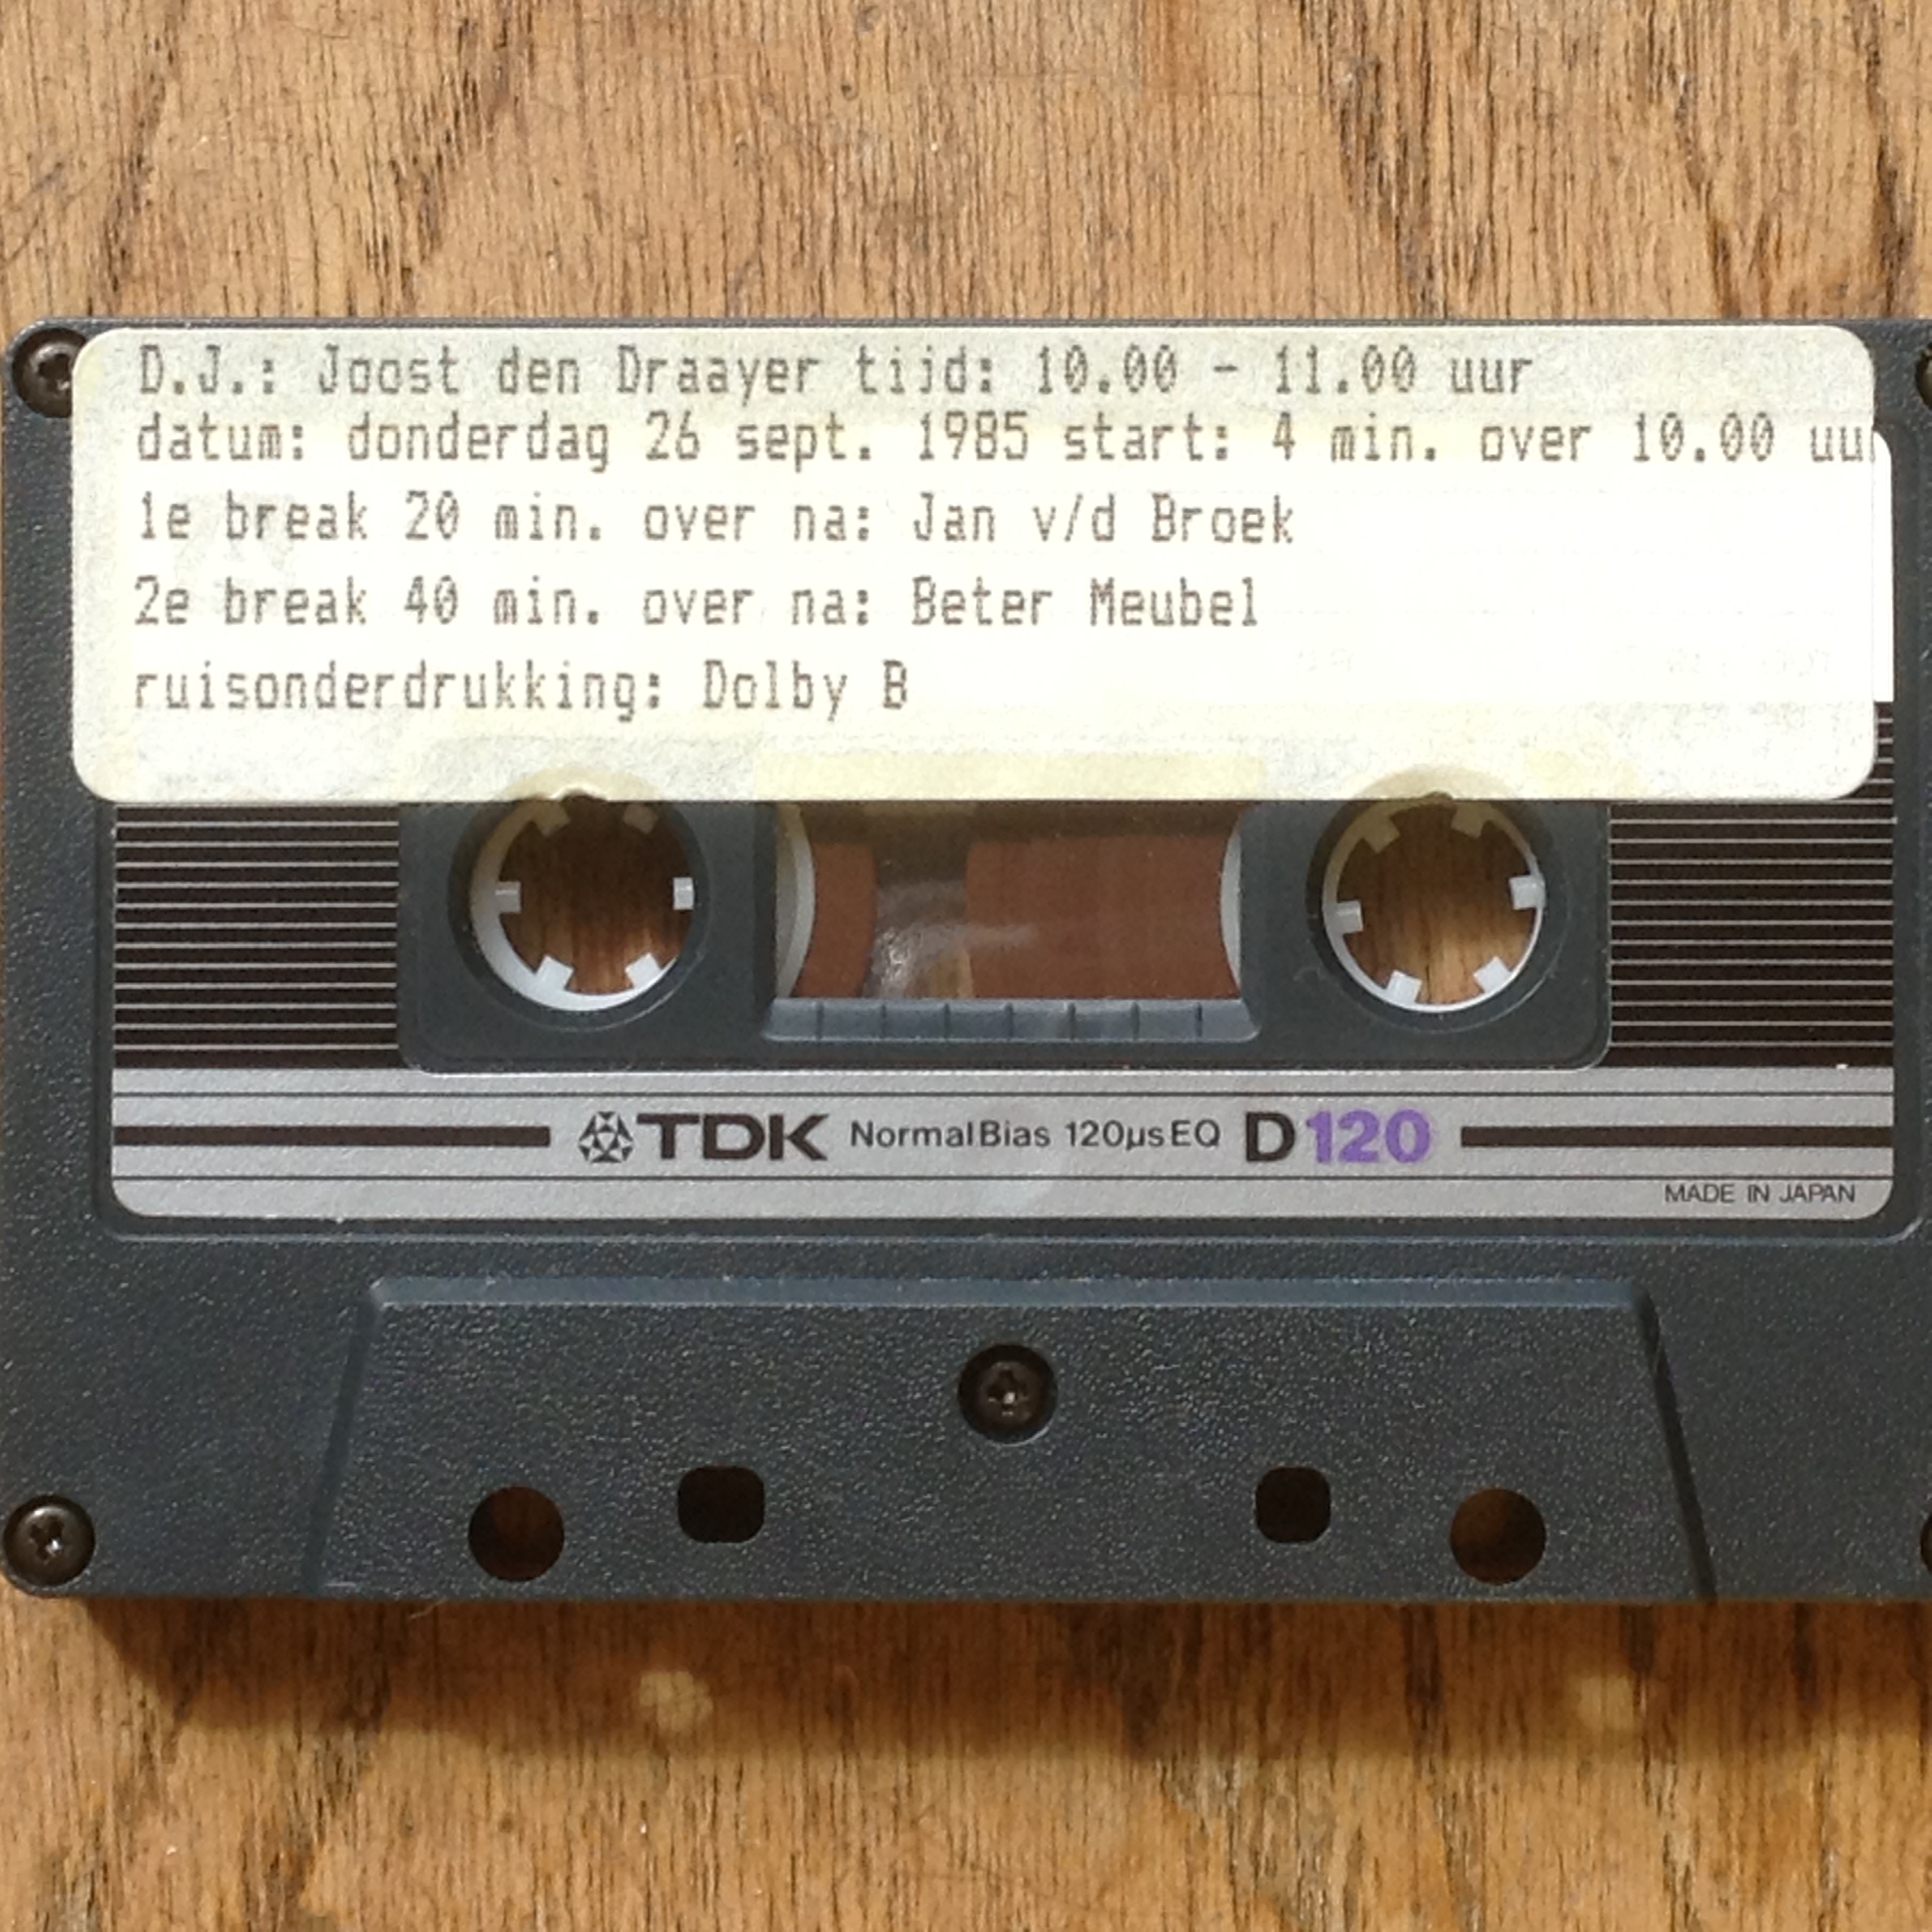 D.J.: Joost den Draayer tijd: 10.00 - 11.00 uur
datum: donderdag 26 sept. 1985 start: 4 min. over 10.00 uur
1e break 20 min. over na: Jan v/d Broek
2e break 40 min. over na: Beter Meubel
ruisonderdrukking: Dolby B
TDK Normal Bias 120µs EQ D120
MADE IN JAPAN